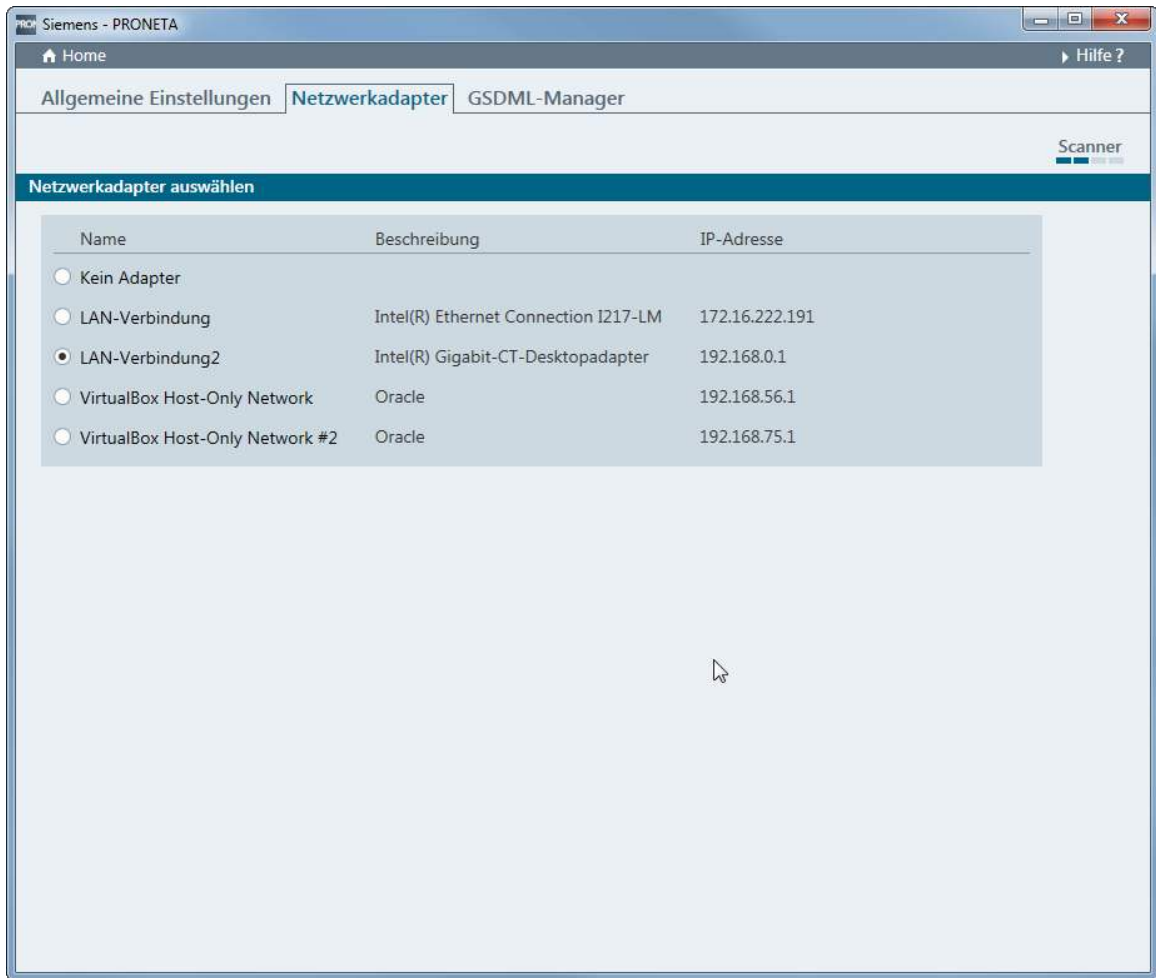 PRON Siemens - PRONETA
Home Hilfe ?
Allgemeine Einstellungen Netzwerkadapter GSDML-Manager
Scanner
Netzwerkadapter auswählen
Name Beschreibung IP-Adresse
Kein Adapter
LAN-Verbindung Intel(R) Ethernet Connection I217-LM 172.16.222.191
LAN-Verbindung2 Intel(R) Gigabit-CT-Desktopadapter 192.168.0.1
VirtualBox Host-Only Network Oracle 192.168.56.1
VirtualBox Host-Only Network #2 Oracle 192.168.75.1